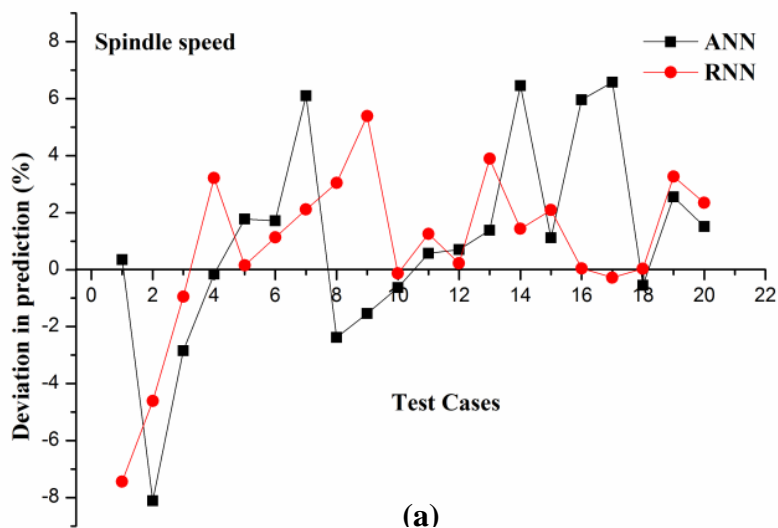 Spindle speed
ANN
RNN
Deviation in prediction (%)
8
6
4
2
0
-2
-4
-6
-8
0 2 4 6 8 10 12 14 16 18 20 22
Test Cases
(a)